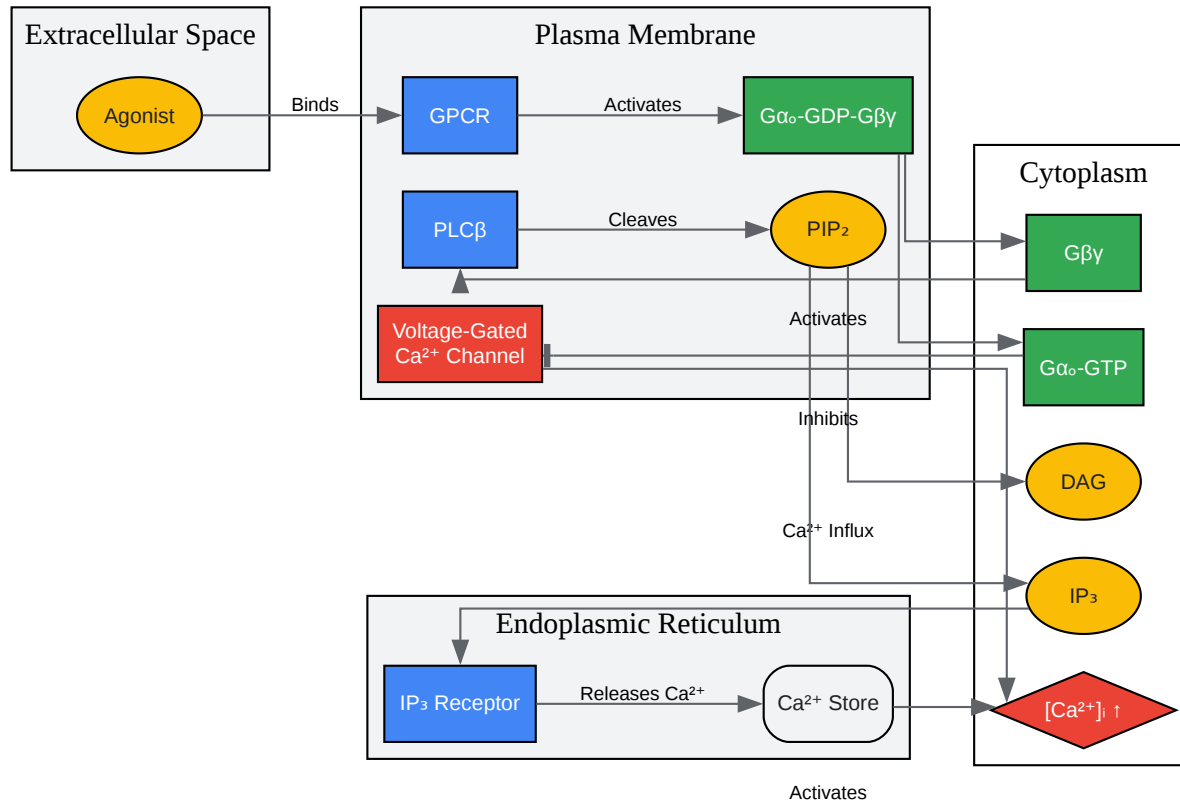 Extracellular Space
Plasma Membrane
Agonist
Binds
GPCR
Activates
Gαₒ-GDP-Gβγ
Cytoplasm
PLCβ
Cleaves
PIP₂
Gβγ
Voltage-Gated
Ca²⁺ Channel
Activates
Gαₒ-GTP
Inhibits
DAG
Ca²⁺ Influx
IP₃
Endoplasmic Reticulum
IP₃ Receptor
Releases Ca²⁺
Ca²⁺ Store
[Ca²⁺]ᵢ ↑
Activates